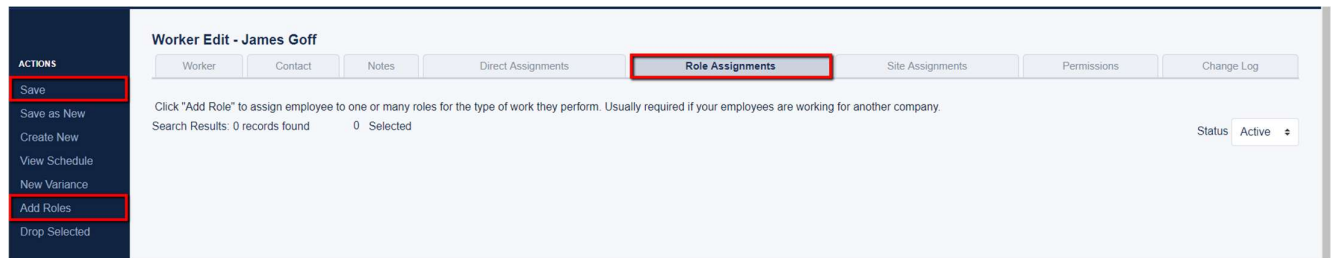 Worker Edit - James Goff
ACTIONS
Worker Contact Notes Direct Assignments Role Assignments Site Assignments Permissions Change Log
Save
Save as New
Create New
View Schedule
New Variance
Add Roles
Drop Selected
Click "Add Role" to assign employee to one or many roles for the type of work they perform. Usually required if your employees are working for another company.
Search Results: 0 records found 0 Selected
Status Active